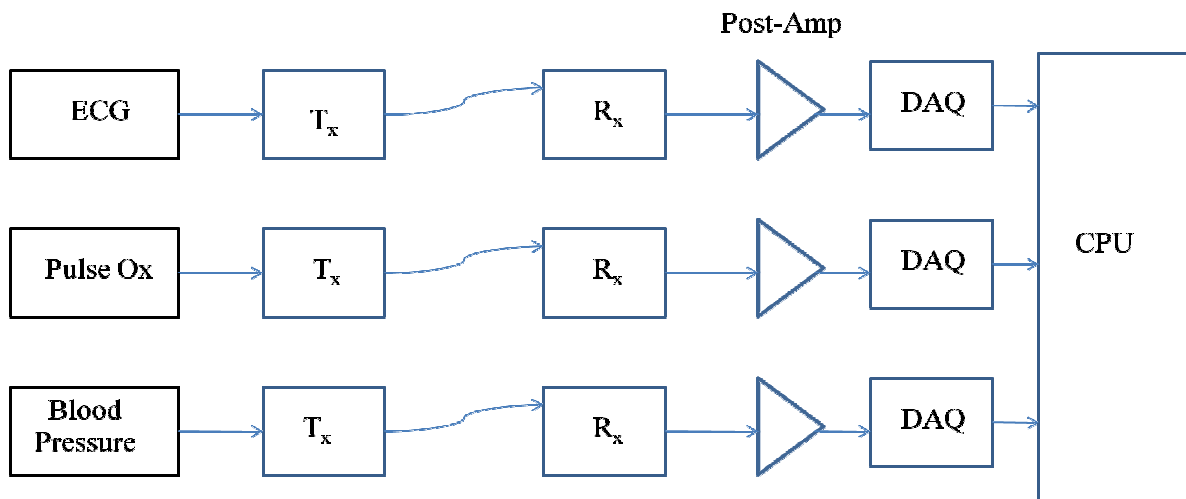 Post-Amp
ECG
Tx
Rx
DAQ
Pulse Ox
Tx
Rx
DAQ
CPU
Blood
Pressure
Tx
Rx
DAQ